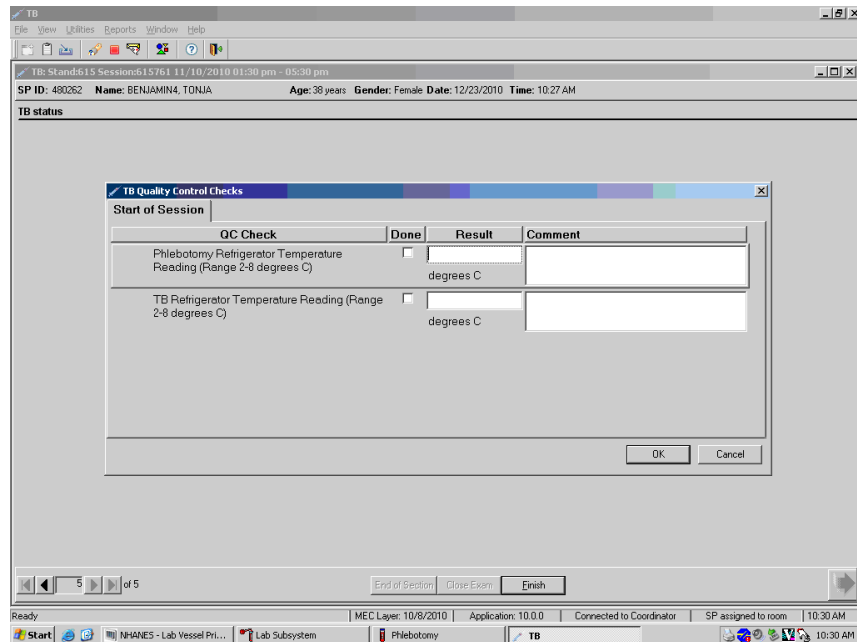 TB
File View Utilities Reports Window Help
TB: Stand:615 Session:615761 11/10/2010 01:30 pm - 05:30 pm
SP ID: 480262 Name: BENJAMIN4, TONJA Age: 38 years Gender: Female Date: 12/23/2010 Time: 10:27 AM
TB status
TB Quality Control Checks
Start of Session
QC Check Done Result Comment
Phlebotomy Refrigerator Temperature
Reading (Range 2-8 degrees C)
degrees C
TB Refrigerator Temperature Reading (Range
2-8 degrees C)
degrees C
OK Cancel
5 of 5 End of Section Close Exam Finish
Ready MEC Layer: 10/8/2010 Application: 10.0.0 Connected to Coordinator SP assigned to room 10:30 AM
Start NHANES - Lab Vessel Pri... Lab Subsystem Phlebotomy TB 10:30 AM